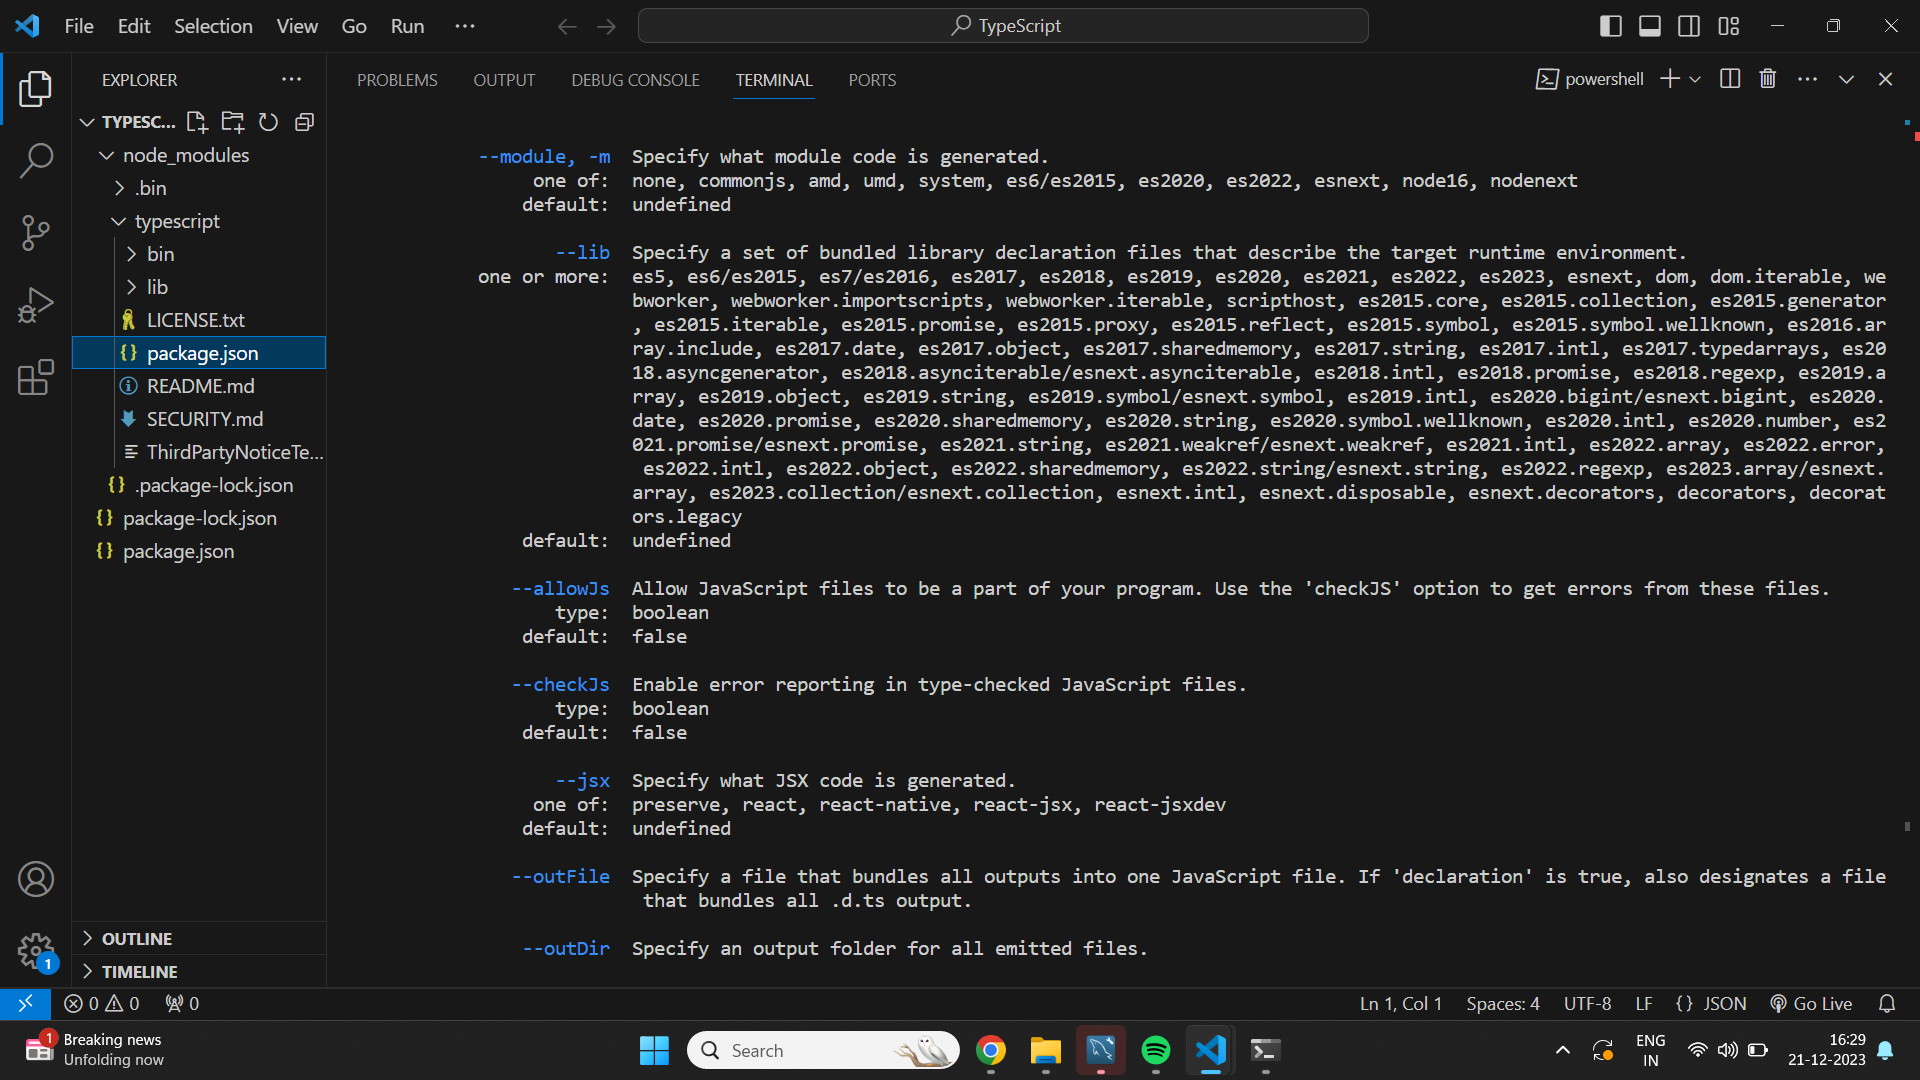 File Edit Selection View Go Run ···
TypeScript
EXPLORER
TYPESC...
node_modules
.bin
typescript
bin
lib
LICENSE.txt
{} package.json
README.md
SECURITY.md
ThirdPartyNoticeTe...
{} .package-lock.json
{} package-lock.json
{} package.json
OUTLINE
TIMELINE
PROBLEMS OUTPUT DEBUG CONSOLE TERMINAL PORTS
powershell
--module, -m Specify what module code is generated.
one of: none, commonjs, amd, umd, system, es6/es2015, es2020, es2022, esnext, node16, nodenext
default: undefined
--lib Specify a set of bundled library declaration files that describe the target runtime environment.
one or more: es5, es6/es2015, es7/es2016, es2017, es2018, es2019, es2020, es2021, es2022, es2023, esnext, dom, dom.iterable, we
bworker, webworker.importscripts, webworker.iterable, scripthost, es2015.core, es2015.collection, es2015.generator
, es2015.iterable, es2015.promise, es2015.proxy, es2015.reflect, es2015.symbol, es2015.symbol.wellknown, es2016.ar
ray.include, es2017.date, es2017.object, es2017.sharedmemory, es2017.string, es2017.intl, es2017.typedarrays, es20
18.asyncgenerator, es2018.asynciterable/esnext.asynciterable, es2018.intl, es2018.promise, es2018.regexp, es2019.a
rray, es2019.object, es2019.string, es2019.symbol/esnext.symbol, es2019.intl, es2020.bigint/esnext.bigint, es2020.
date, es2020.promise, es2020.sharedmemory, es2020.string, es2020.symbol.wellknown, es2020.intl, es2020.number, es2
021.promise/esnext.promise, es2021.string, es2021.weakref/esnext.weakref, es2021.intl, es2022.array, es2022.error,
es2022.intl, es2022.object, es2022.sharedmemory, es2022.string/esnext.string, es2022.regexp, es2023.array/esnext.
array, es2023.collection/esnext.collection, esnext.intl, esnext.disposable, esnext.decorators, decorators, decorat
ors.legacy
default: undefined
--allowJs Allow JavaScript files to be a part of your program. Use the 'checkJS' option to get errors from these files.
type: boolean
default: false
--checkJs Enable error reporting in type-checked JavaScript files.
type: boolean
default: false
--jsx Specify what JSX code is generated.
one of: preserve, react, react-native, react-jsx, react-jsxdev
default: undefined
--outFile Specify a file that bundles all outputs into one JavaScript file. If 'declaration' is true, also designates a file
that bundles all .d.ts output.
--outDir Specify an output folder for all emitted files.
1
0 0 0
Ln 1, Col 1 Spaces: 4 UTF-8 LF {} JSON Go Live
1
Breaking news
Unfolding now
Search
ENG
IN
16:29
21-12-2023